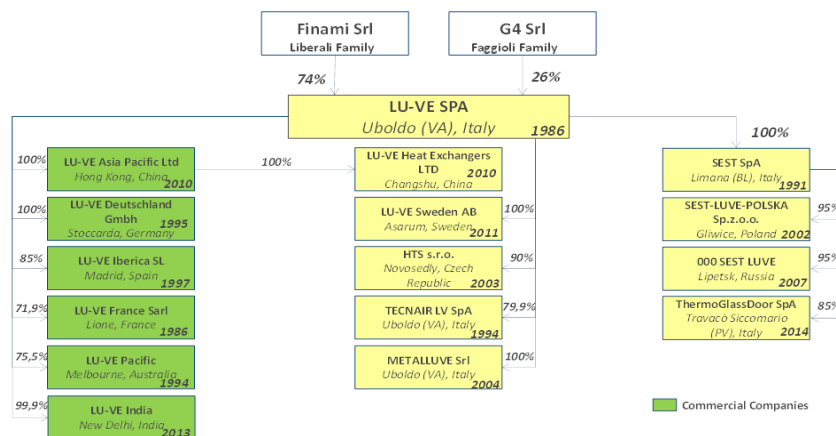 Finami Srl
Liberali Family
G4 Srl
Faggioli Family
74%
26%
LU-VE SPA
Uboldo (VA), Italy
1986
100%
100%
LU-VE Asia Pacific Ltd
Hong Kong, China
2010
100%
LU-VE Heat Exchangers
LTD
2010
Changshu, China
SEST SpA
Limana (BL), Italy
1991
100%
LU-VE Deutschland
Gmbh
1995
Stoccarda, Germany
LU-VE Sweden AB
Asarum, Sweden
2011
100%
SEST-LUVE-POLSKA
Sp.z.o.o.
Gliwice, Poland
2002
95%
85%
LU-VE Iberica SL
Madrid, Spain
1997
HTS s.r.o.
Novosedly, Czech
Republic
2003
90%
000 SEST LUVE
Lipetsk, Russia
2007
95%
71,9%
LU-VE France Sarl
Lione, France
1986
TECNAIR LV SpA
Uboldo (VA), Italy
1994
79,9%
ThermoGlassDoor SpA
Travacò Siccomario
(PV), Italy
2014
85%
75,5%
LU-VE Pacific
Melbourne, Australia
1994
METALLUVE Srl
Uboldo (VA), Italy
2004
100%
99,9%
LU-VE India
New Delhi, India
2013
Commercial Companies